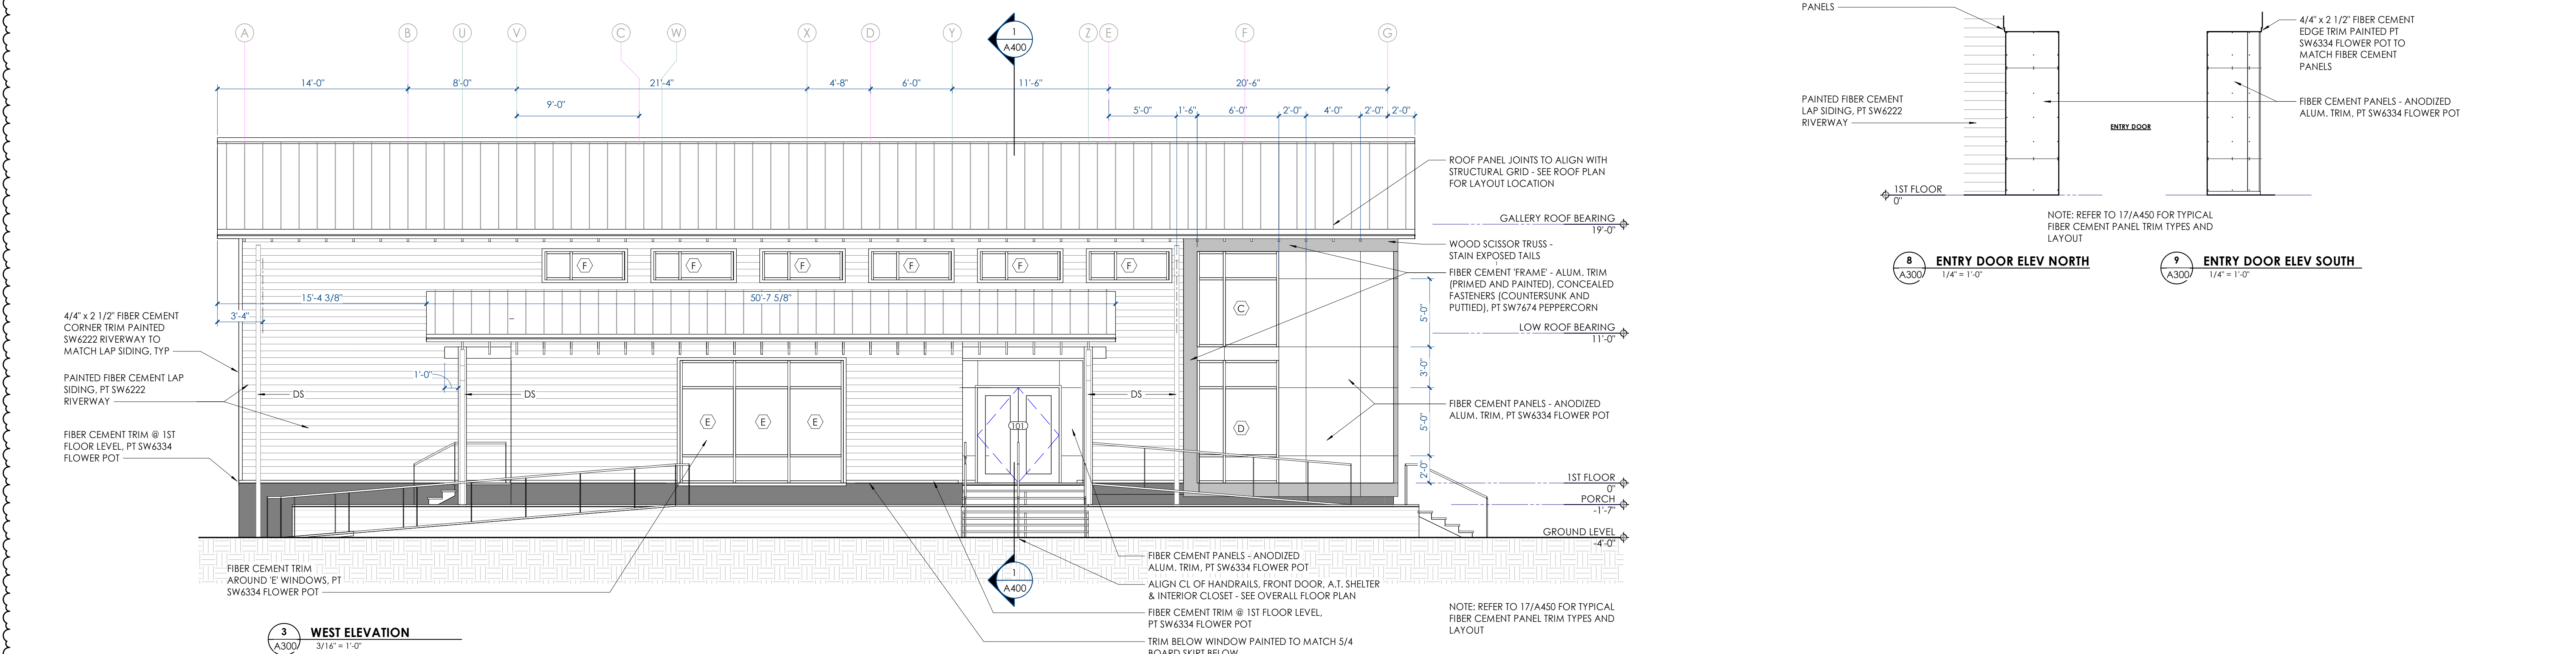 A B U V C W X D Y Z E F G
1
A400
14'-0" 8'-0" 21'-4" 4'-8" 6'-0" 11'-6" 20'-6"
9'-0" 5'-0" 1'-6" 6'-0" 2'-0" 4'-0" 2'-0" 2'-0"
ROOF PANEL JOINTS TO ALIGN WITH
STRUCTURAL GRID - SEE ROOF PLAN
FOR LAYOUT LOCATION
GALLERY ROOF BEARING
19'-0"
WOOD SCISSOR TRUSS -
STAIN EXPOSED TAILS
FIBER CEMENT 'FRAME' - ALUM. TRIM
(PRIMED AND PAINTED), CONCEALED
FASTENERS (COUNTERSUNK AND
PUTTIED), PT SW7674 PEPPERCORN
LOW ROOF BEARING
11'-0"
FIBER CEMENT PANELS - ANODIZED
ALUM. TRIM, PT SW6334 FLOWER POT
1ST FLOOR
0"
PORCH
-1'-7"
GROUND LEVEL
-4'-0"
F F F F F F
15'-4 3/8" 50'-7 5/8"
3'-4"
1'-0"
C
D
E E E
101
DS DS DS
5'-0"
3'-0"
5'-0"
2'-0"
4/4" x 2 1/2" FIBER CEMENT
CORNER TRIM PAINTED
SW6222 RIVERWAY TO
MATCH LAP SIDING, TYP
PAINTED FIBER CEMENT LAP
SIDING, PT SW6222
RIVERWAY
FIBER CEMENT TRIM @ 1ST
FLOOR LEVEL, PT SW6334
FLOWER POT
FIBER CEMENT TRIM
AROUND 'E' WINDOWS, PT
SW6334 FLOWER POT
1
A400
FIBER CEMENT PANELS - ANODIZED
ALUM. TRIM, PT SW6334 FLOWER POT
ALIGN CL OF HANDRAILS, FRONT DOOR, A.T. SHELTER
& INTERIOR CLOSET - SEE OVERALL FLOOR PLAN
FIBER CEMENT TRIM @ 1ST FLOOR LEVEL,
PT SW6334 FLOWER POT
TRIM BELOW WINDOW PAINTED TO MATCH 5/4
BOARD SKIRT BELOW
NOTE: REFER TO 17/A450 FOR TYPICAL
FIBER CEMENT PANEL TRIM TYPES AND
LAYOUT
3
A300
WEST ELEVATION
3/16" = 1'-0"
PANELS
PAINTED FIBER CEMENT
LAP SIDING, PT SW6222
RIVERWAY
1ST FLOOR
0"
ENTRY DOOR
4/4" x 2 1/2" FIBER CEMENT
EDGE TRIM PAINTED PT
SW6334 FLOWER POT TO
MATCH FIBER CEMENT
PANELS
FIBER CEMENT PANELS - ANODIZED
ALUM. TRIM, PT SW6334 FLOWER POT
NOTE: REFER TO 17/A450 FOR TYPICAL
FIBER CEMENT PANEL TRIM TYPES AND
LAYOUT
8
A300
ENTRY DOOR ELEV NORTH
1/4" = 1'-0"
9
A300
ENTRY DOOR ELEV SOUTH
1/4" = 1'-0"